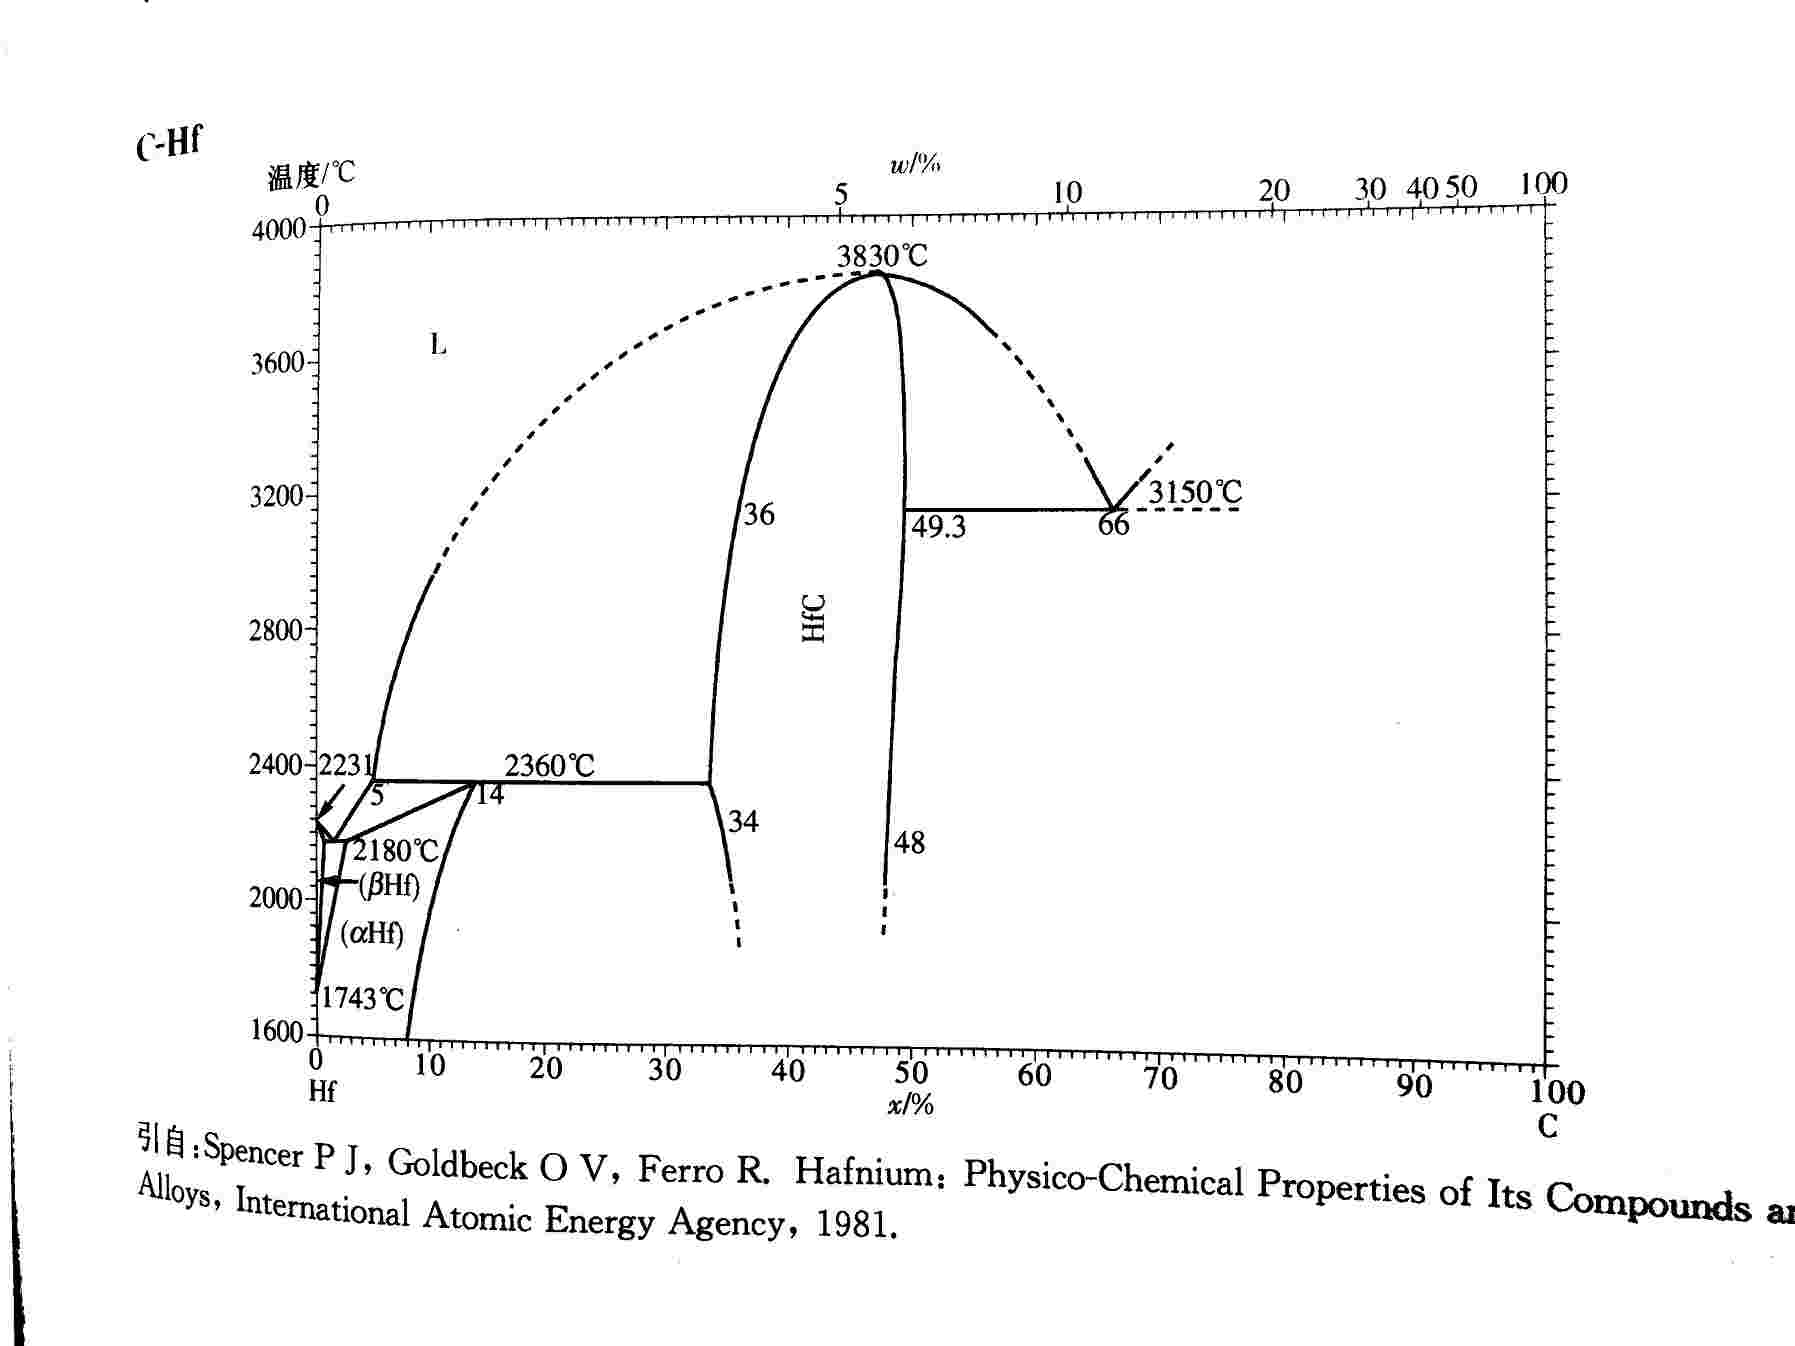 C-Hf
温度/℃
w/%
0 5 10 20 30 40 50 100
4000
3830℃
L
3600
3200
36
3150℃
49.3
66
HfC
2800
2400
2231
2360℃
5
14
34
48
2180℃
(βHf)
2000
(αHf)
1743℃
1600
0 10 20 30 40 50 60 70 80 90 100
Hf
x/%
C
引自:Spencer P J, Goldbeck O V, Ferro R. Hafnium: Physico-Chemical Properties of Its Compounds an
Alloys, International Atomic Energy Agency, 1981.